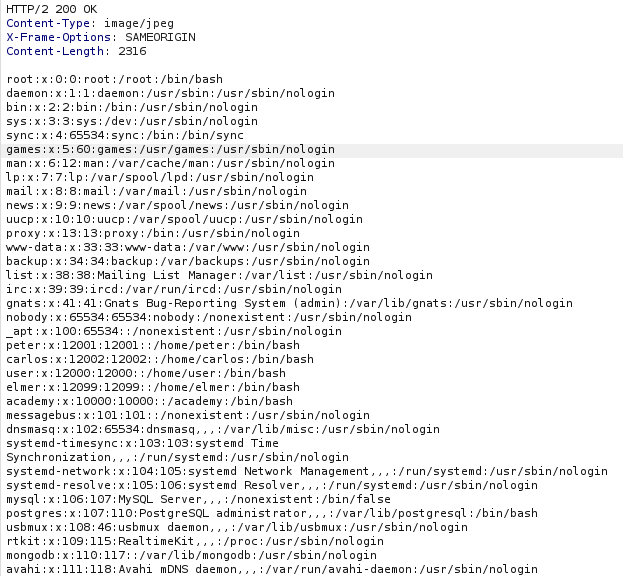 HTTP/2 200 OK
Content-Type: image/jpeg
X-Frame-Options: SAMEORIGIN
Content-Length: 2316
root:x:0:0:root:/root:/bin/bash
daemon:x:1:1:daemon:/usr/sbin:/usr/sbin/nologin
bin:x:2:2:bin:/bin:/usr/sbin/nologin
sys:x:3:3:sys:/dev:/usr/sbin/nologin
sync:x:4:65534:sync:/bin:/bin/sync
games:x:5:60:games:/usr/games:/usr/sbin/nologin
man:x:6:12:man:/var/cache/man:/usr/sbin/nologin
lp:x:7:7:lp:/var/spool/lpd:/usr/sbin/nologin
mail:x:8:8:mail:/var/mail:/usr/sbin/nologin
news:x:9:9:news:/var/spool/news:/usr/sbin/nologin
uucp:x:10:10:uucp:/var/spool/uucp:/usr/sbin/nologin
proxy:x:13:13:proxy:/bin:/usr/sbin/nologin
www-data:x:33:33:www-data:/var/www:/usr/sbin/nologin
backup:x:34:34:backup:/var/backups:/usr/sbin/nologin
list:x:38:38:Mailing List Manager:/var/list:/usr/sbin/nologin
irc:x:39:39:ircd:/var/run/ircd:/usr/sbin/nologin
gnats:x:41:41:Gnats Bug-Reporting System (admin):/var/lib/gnats:/usr/sbin/nologin
nobody:x:65534:65534:nobody:/nonexistent:/usr/sbin/nologin
_apt:x:100:65534::/nonexistent:/usr/sbin/nologin
peter:x:12001:12001::/home/peter:/bin/bash
carlos:x:12002:12002::/home/carlos:/bin/bash
user:x:12000:12000::/home/user:/bin/bash
elmer:x:12099:12099::/home/elmer:/bin/bash
academy:x:10000:10000::/academy:/bin/bash
messagebus:x:101:101::/nonexistent:/usr/sbin/nologin
dnsmasq:x:102:65534:dnsmasq,,,:/var/lib/misc:/usr/sbin/nologin
systemd-timesync:x:103:103:systemd Time
Synchronization,,,:/run/systemd:/usr/sbin/nologin
systemd-network:x:104:105:systemd Network Management,,,:/run/systemd:/usr/sbin/nologin
systemd-resolve:x:105:106:systemd Resolver,,,:/run/systemd:/usr/sbin/nologin
mysql:x:106:107:MySQL Server,,,:/nonexistent:/bin/false
postgres:x:107:110:PostgreSQL administrator,,,:/var/lib/postgresql:/bin/bash
usbmux:x:108:46:usbmux daemon,,,:/var/lib/usbmux:/usr/sbin/nologin
rtkit:x:109:115:RealtimeKit,,,:/proc:/usr/sbin/nologin
mongodb:x:110:117::/var/lib/mongodb:/usr/sbin/nologin
avahi:x:111:118:Avahi mDNS daemon,,,:/var/run/avahi-daemon:/usr/sbin/nologin